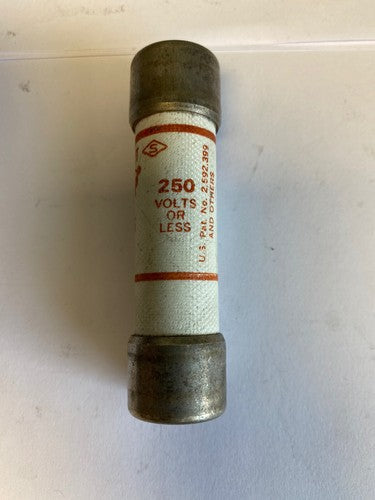 S
250
VOLTS
OR
LESS
U.S. Pat. No. 2,592,399
AND OTHERS